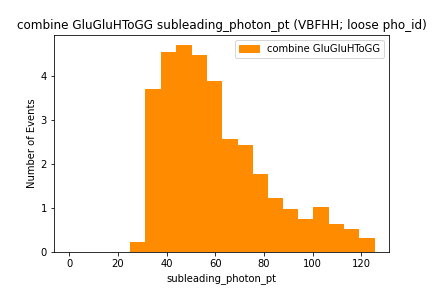 combine GluGluHToGG subleading_photon_pt (VBFHH; loose pho_id)
combine GluGluHToGG
Number of Events
4
3
2
1
0
0 20 40 60 80 100 120
subleading_photon_pt